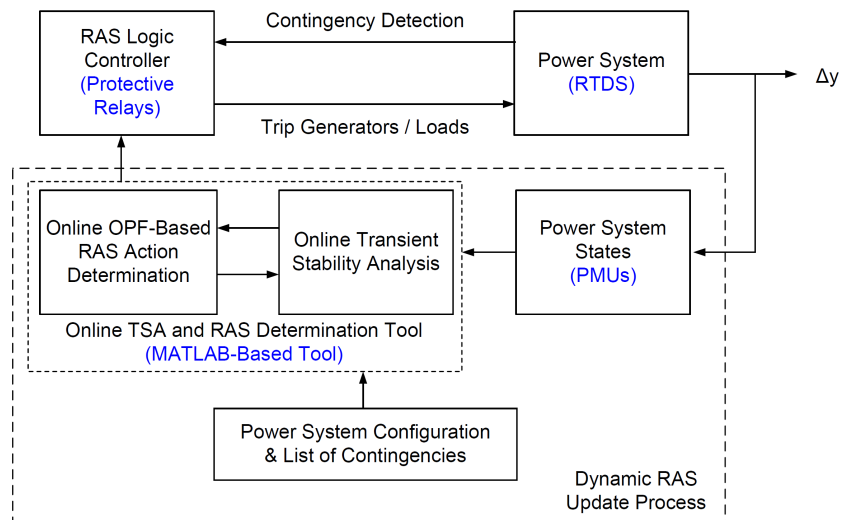 Contingency Detection
RAS Logic
Controller
(Protective
Relays)
Power System
(RTDS)
Δy
Trip Generators / Loads
Online OPF-Based
RAS Action
Determination
Online Transient
Stability Analysis
Power System
States
(PMUs)
Online TSA and RAS Determination Tool
(MATLAB-Based Tool)
Power System Configuration
& List of Contingencies
Dynamic RAS
Update Process